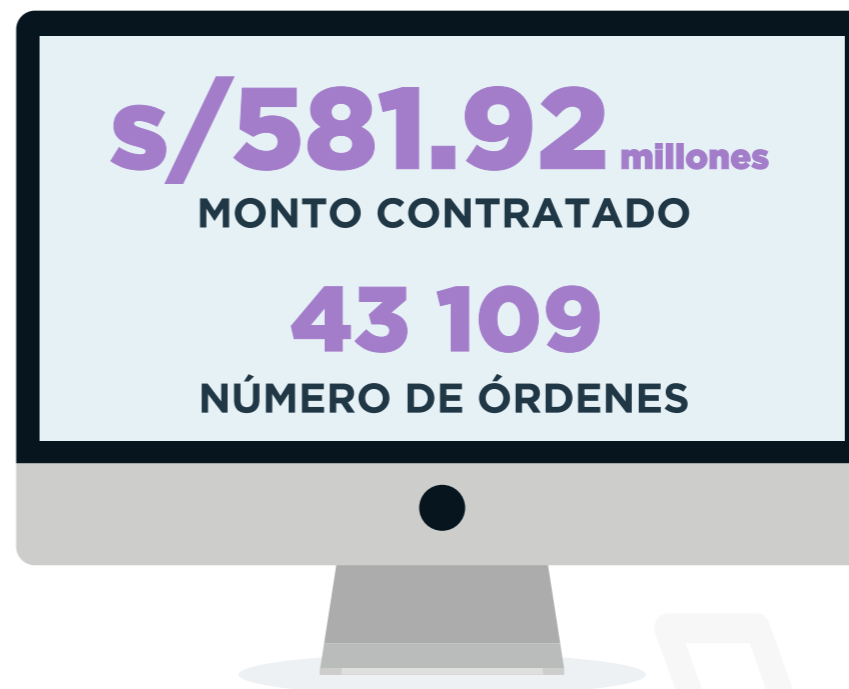 s/581.92 millones
MONTO CONTRATADO
43 109
NÚMERO DE ÓRDENES